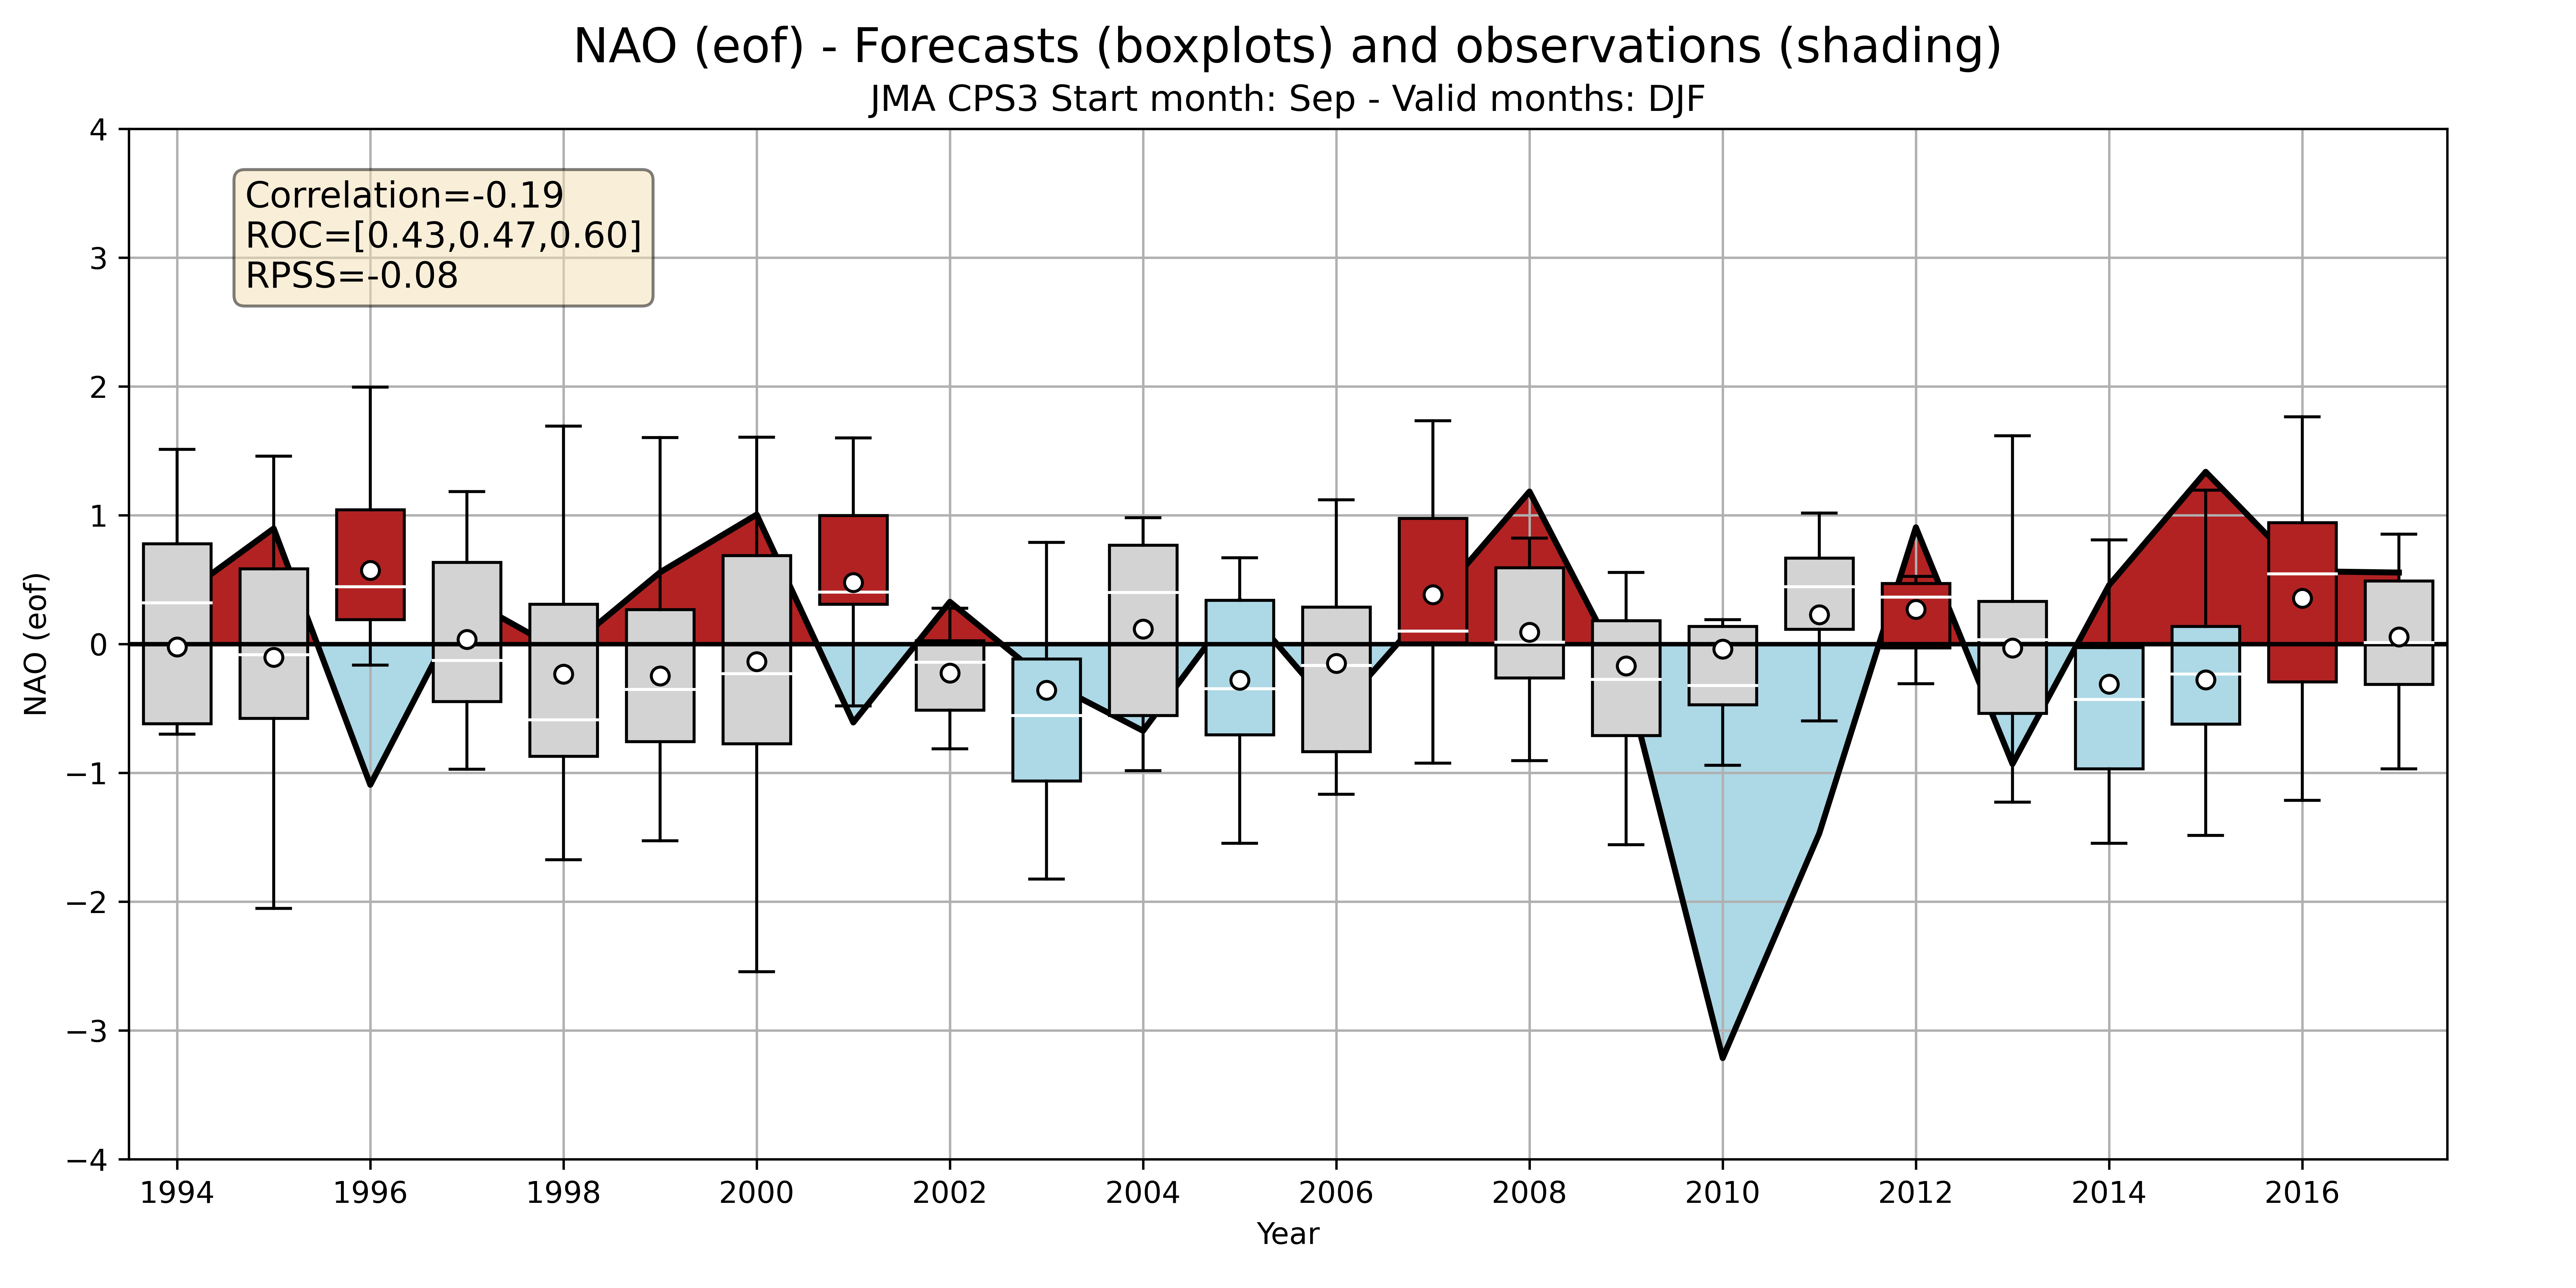 NAO (eof) - Forecasts (boxplots) and observations (shading)
JMA CPS3 Start month: Sep - Valid months: DJF
Correlation=-0.19
ROC=[0.43,0.47,0.60]
RPSS=-0.08
NAO (eof)
4
3
2
1
0
−1
−2
−3
−4
1994 1996 1998 2000 2002 2004 2006 2008 2010 2012 2014 2016
Year